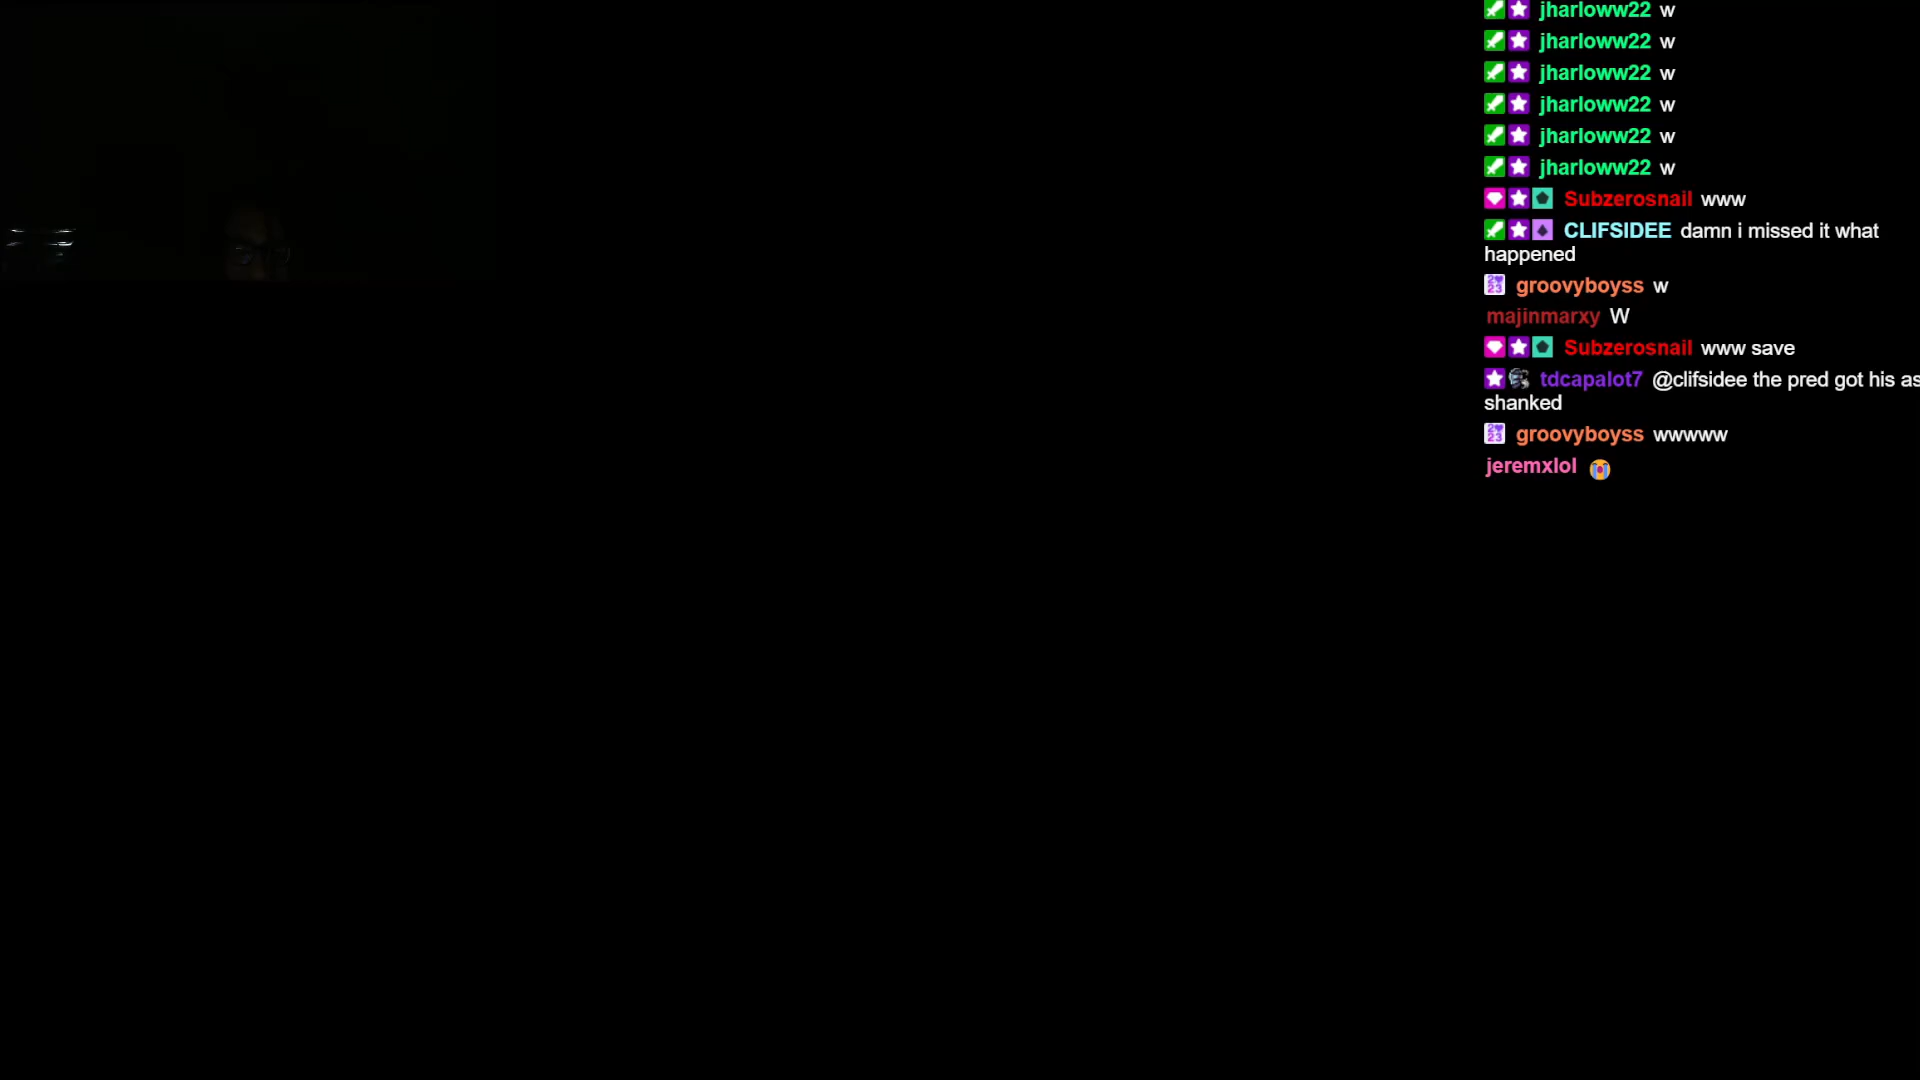 jharloww22 w
jharloww22 w
jharloww22 w
jharloww22 w
jharloww22 w
jharloww22 w
Subzerosnail www
CLIFSIDEE damn i missed it what
happened
groovyboyss w
majinmarxy W
Subzerosnail www save
tdcapalot7 @clifsidee the pred got his as
shanked
groovyboyss wwwww
jeremxlol